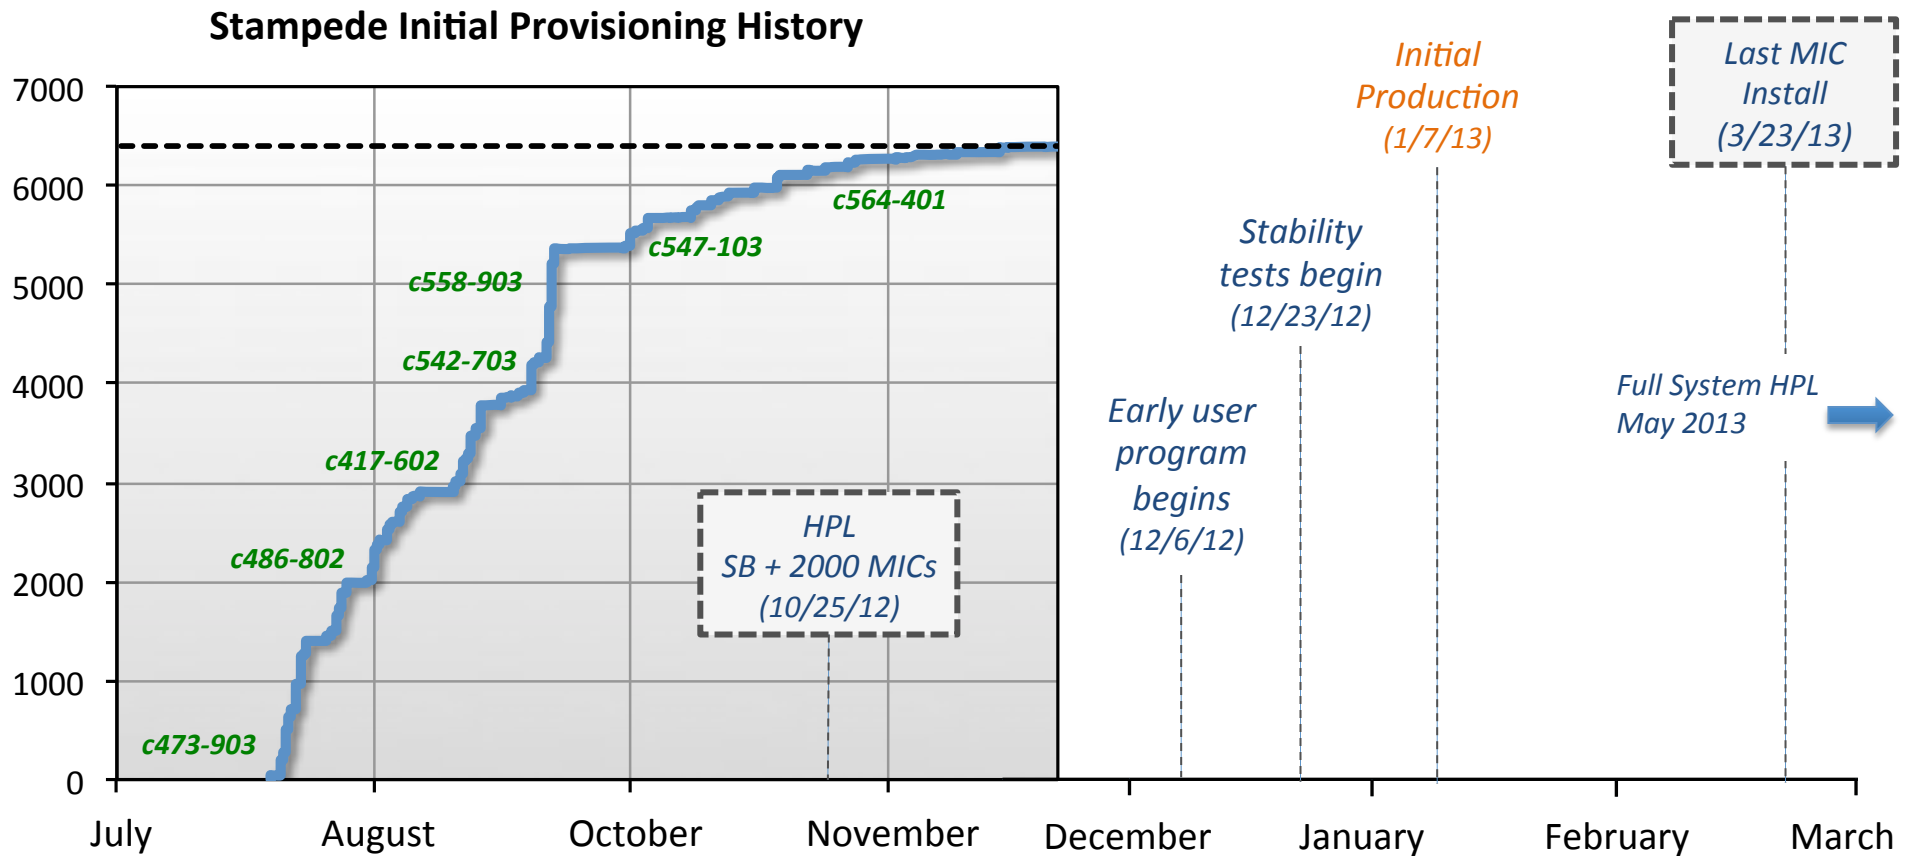 Stampede Initial Provisioning History
7000
6000
5000
4000
3000
2000
1000
0
c473-903
c486-802
c417-602
c542-703
c558-903
c547-103
c564-401
HPL
SB + 2000 MICs
(10/25/12)
Early user
program
begins
(12/6/12)
Stability
tests begin
(12/23/12)
Initial
Production
(1/7/13)
Last MIC
Install
(3/23/13)
Full System HPL
May 2013
July
August
October
November
December
January
February
March